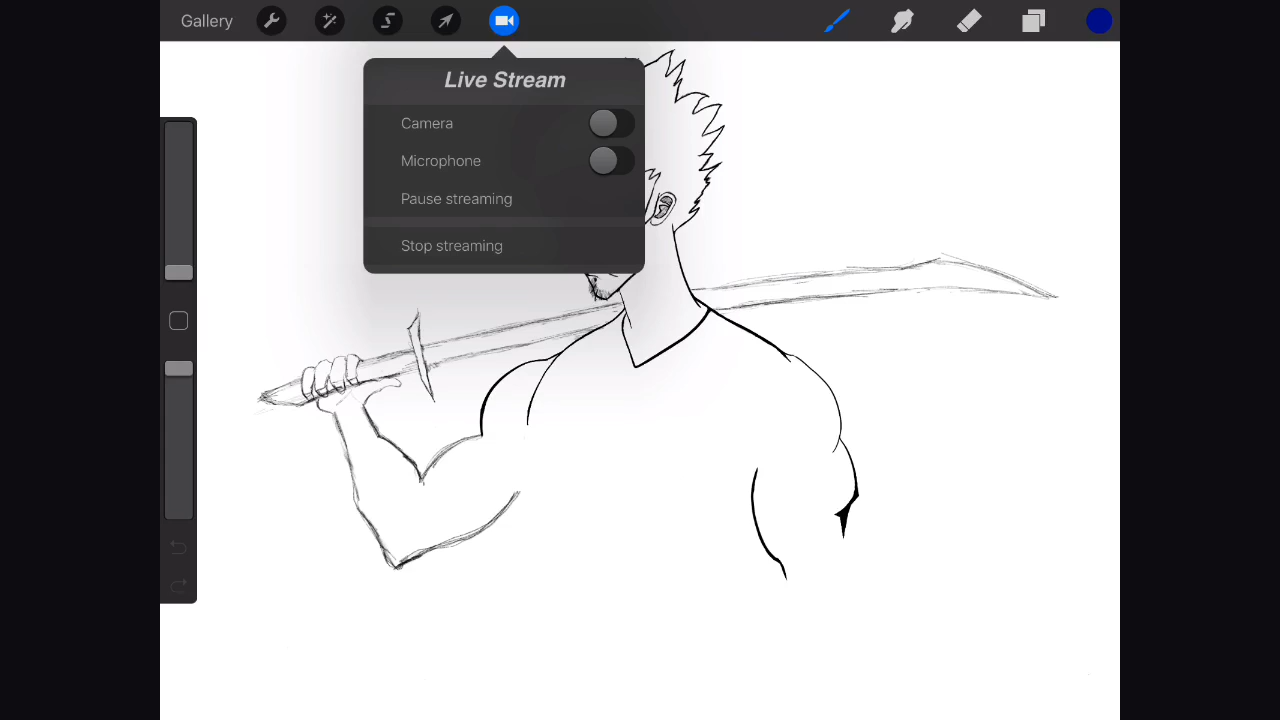 Gallery
Live Stream
Camera
Microphone
Pause streaming
Stop streaming